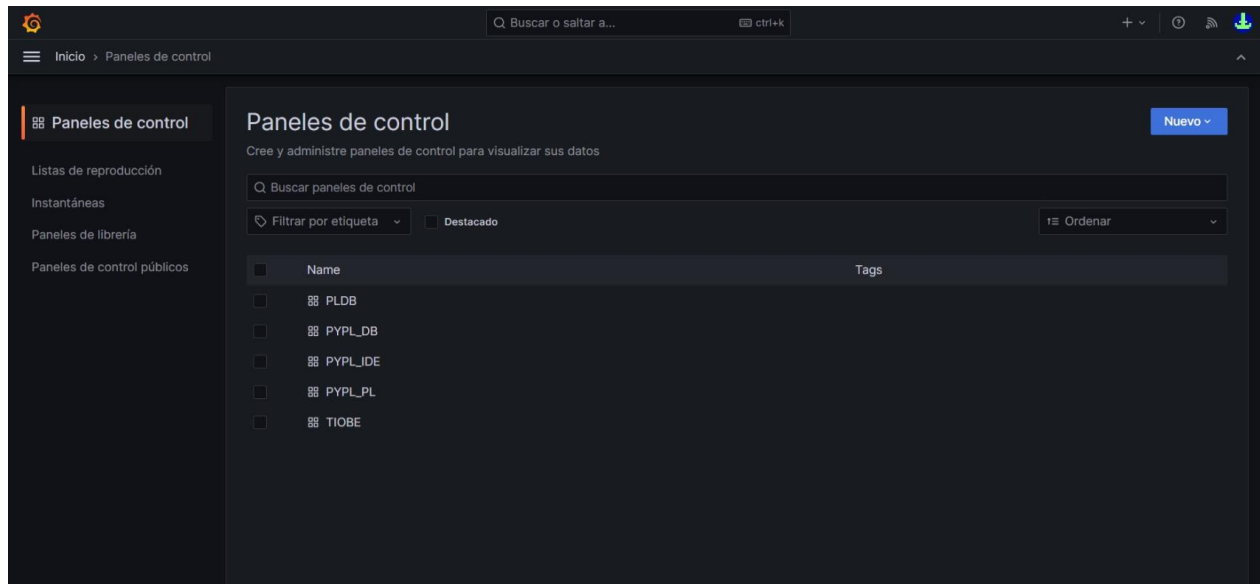 Buscar o saltar a... ctrl+k
Inicio > Paneles de control
Paneles de control
Listas de reproducción
Instantáneas
Paneles de librería
Paneles de control públicos
Paneles de control
Nuevo
Cree y administre paneles de control para visualizar sus datos
Buscar paneles de control
Filtrar por etiqueta Destacado Ordenar
Name Tags
PLDB
PYPL_DB
PYPL_IDE
PYPL_PL
TIOBE